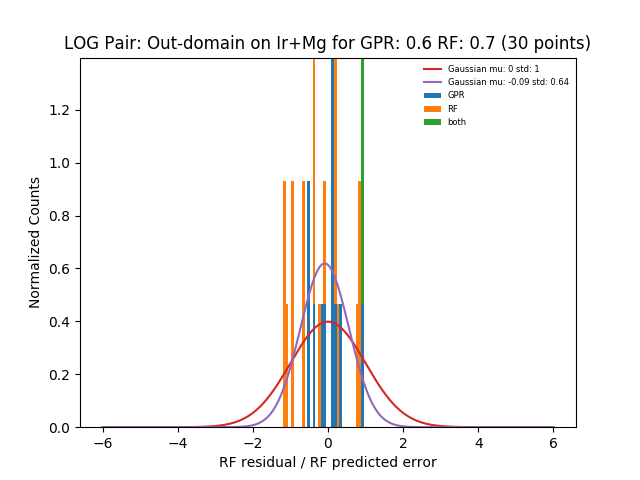 LOG Pair: Out-domain on Ir+Mg for GPR: 0.6 RF: 0.7 (30 points)
Gaussian mu: 0 std: 1
Gaussian mu: -0.09 std: 0.64
GPR
RF
both
Normalized Counts
1.2
1.0
0.8
0.6
0.4
0.2
0.0
−6 −4 −2 0 2 4 6
RF residual / RF predicted error